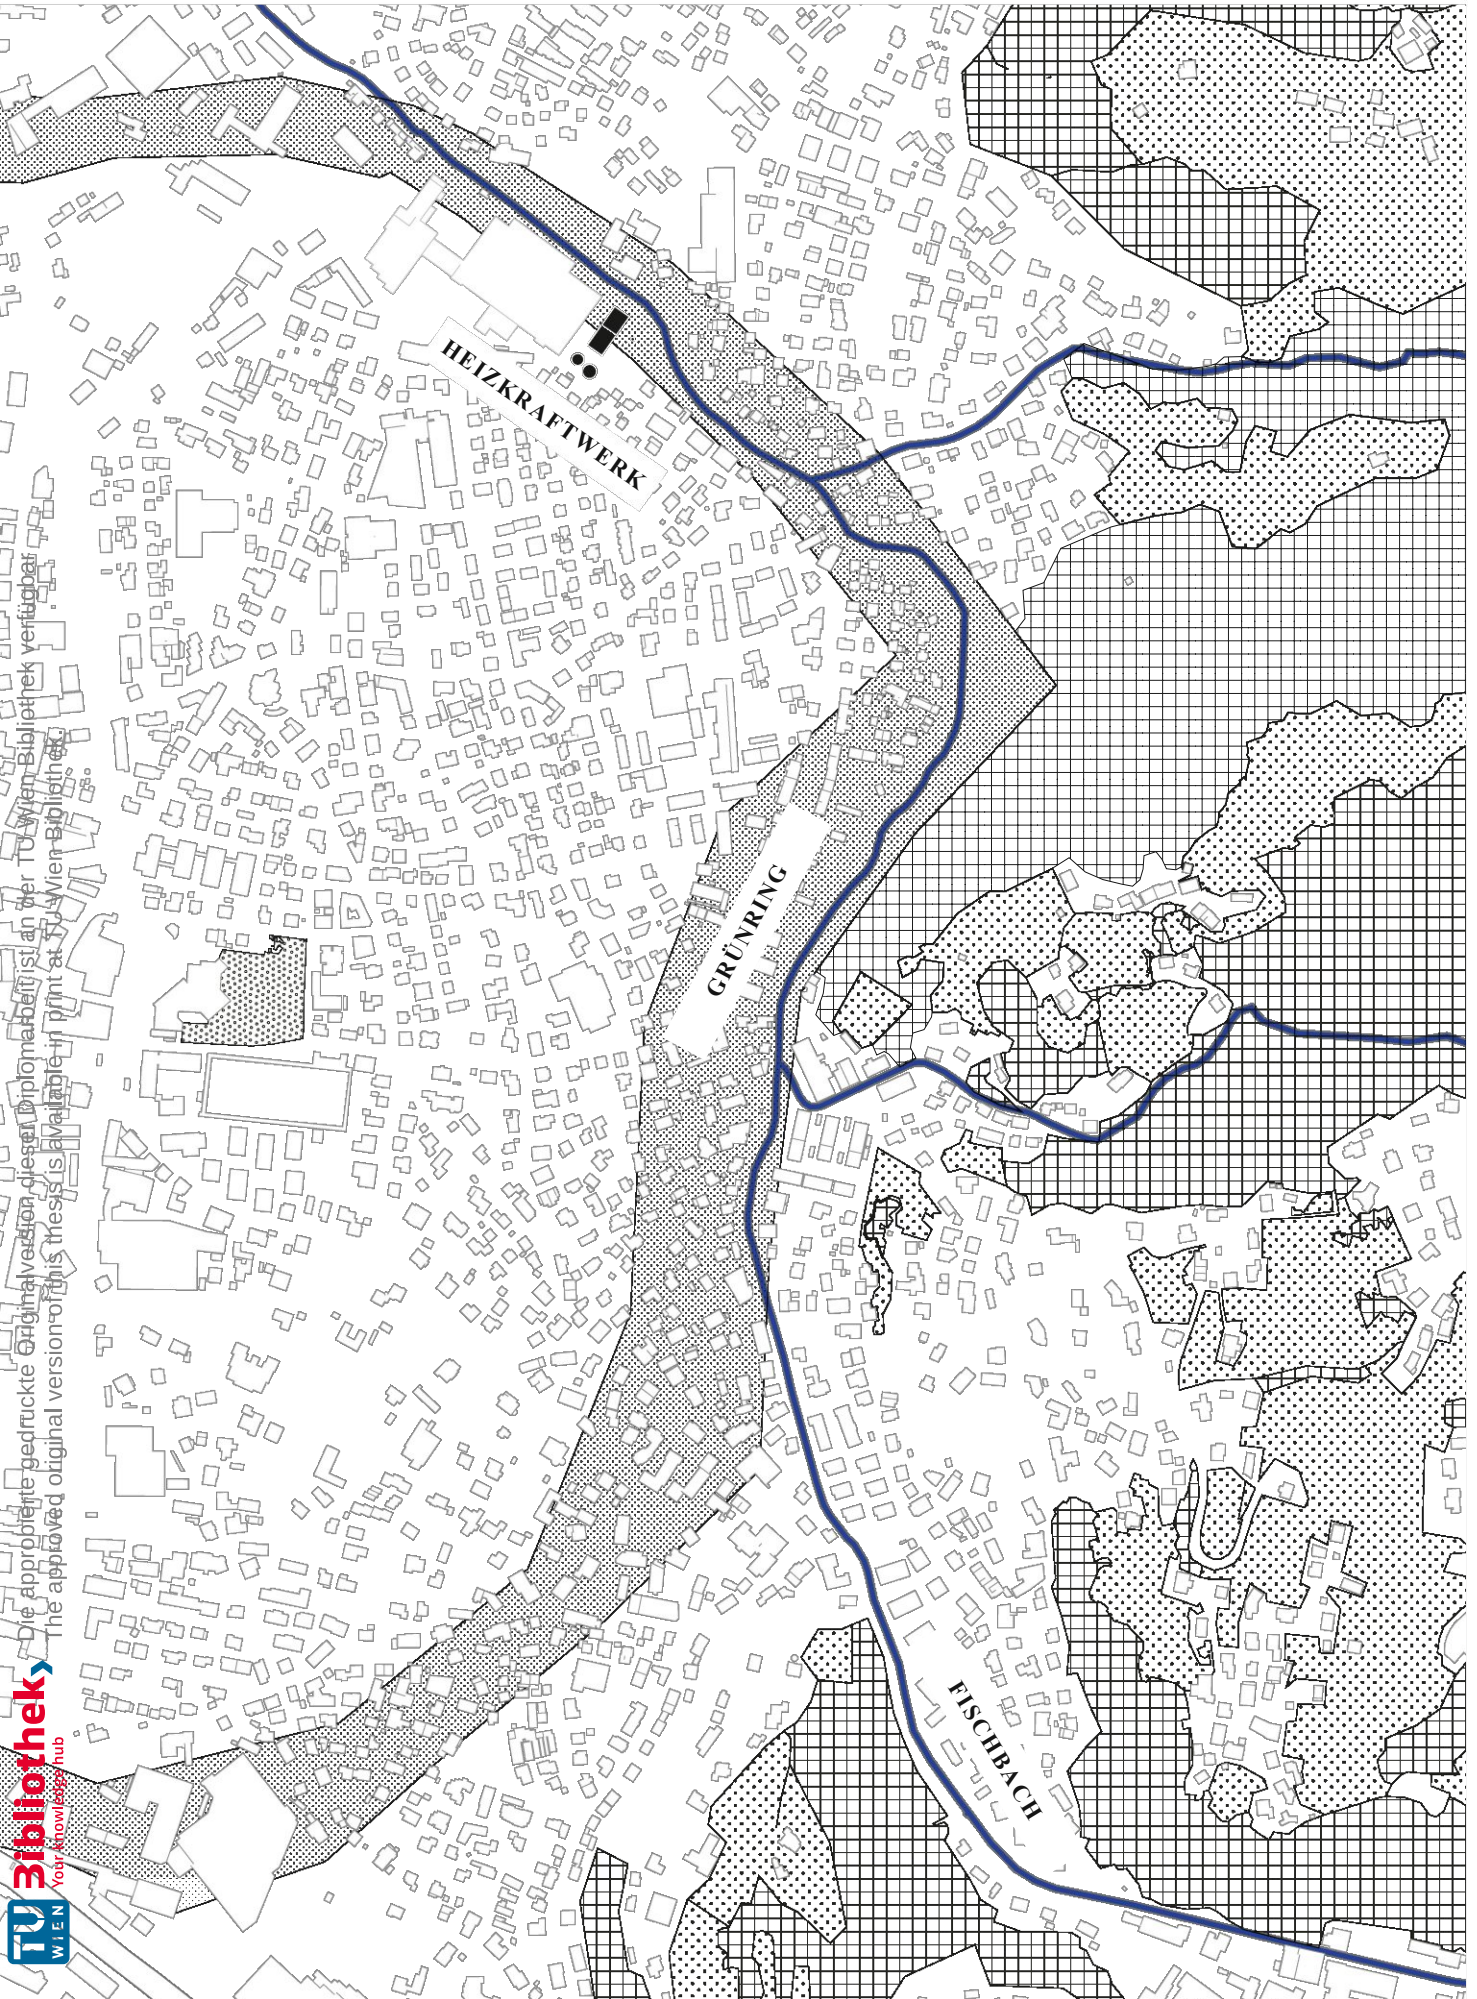 HEIZKRAFTWERK
GRÜNRING
FISCHBACH
Die approbierte gedruckte Originalversion dieser Diplomarbeit ist an der TU Wien Bibliothek verfügbar
The approved original version of this thesis is available in print at TU Wien Bibliothek.
TU Bibliothek
WIEN Your knowledge hub